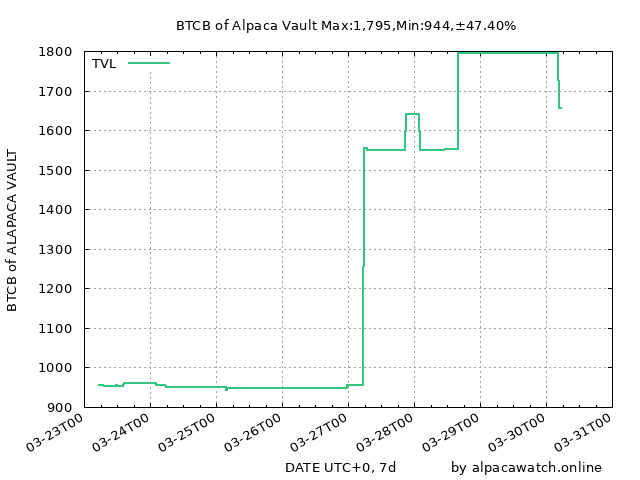 BTCB of Alpaca Vault Max:1,795,Min:944,±47.40%
TVL
BTCB of ALAPACA VAULT
1800
1700
1600
1500
1400
1300
1200
1100
1000
900
03-23T00
03-24T00
03-25T00
03-26T00
03-27T00
03-28T00
03-29T00
03-30T00
03-31T00
DATE UTC+0, 7d
by alpacawatch.online